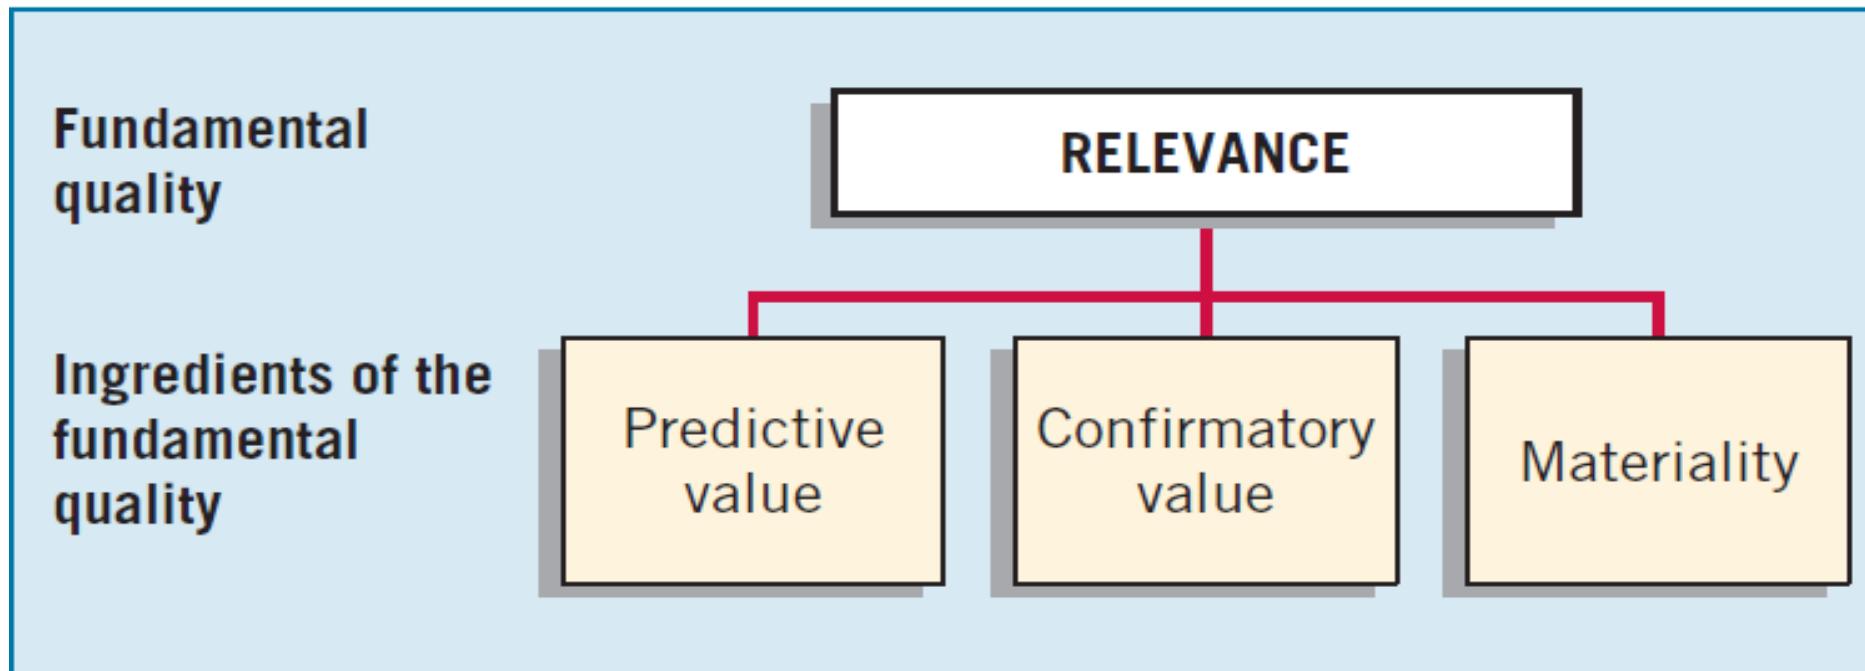 Fundamental
quality
RELEVANCE
Ingredients of the
fundamental
quality
Predictive
value
Confirmatory
value
Materiality